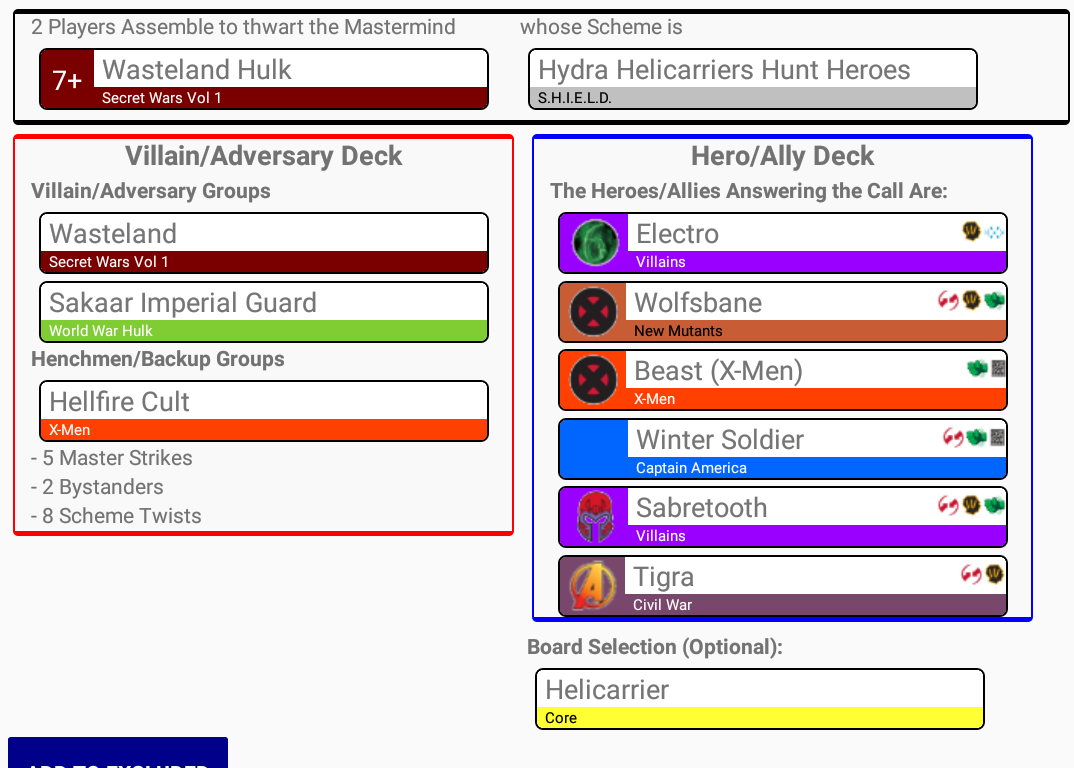 2 Players Assemble to thwart the Mastermind
whose Scheme is
7+
Wasteland Hulk
Secret Wars Vol 1
Hydra Helicarriers Hunt Heroes
S.H.I.E.L.D.
Villain/Adversary Deck
Villain/Adversary Groups
Wasteland
Secret Wars Vol 1
Sakaar Imperial Guard
World War Hulk
Henchmen/Backup Groups
Hellfire Cult
X-Men
- 5 Master Strikes
- 2 Bystanders
- 8 Scheme Twists
Hero/Ally Deck
The Heroes/Allies Answering the Call Are:
Electro
Villains
Wolfsbane
New Mutants
Beast (X-Men)
X-Men
Winter Soldier
Captain America
Sabretooth
Villains
Tigra
Civil War
Board Selection (Optional):
Helicarrier
Core
ADD TO EXCLUDED